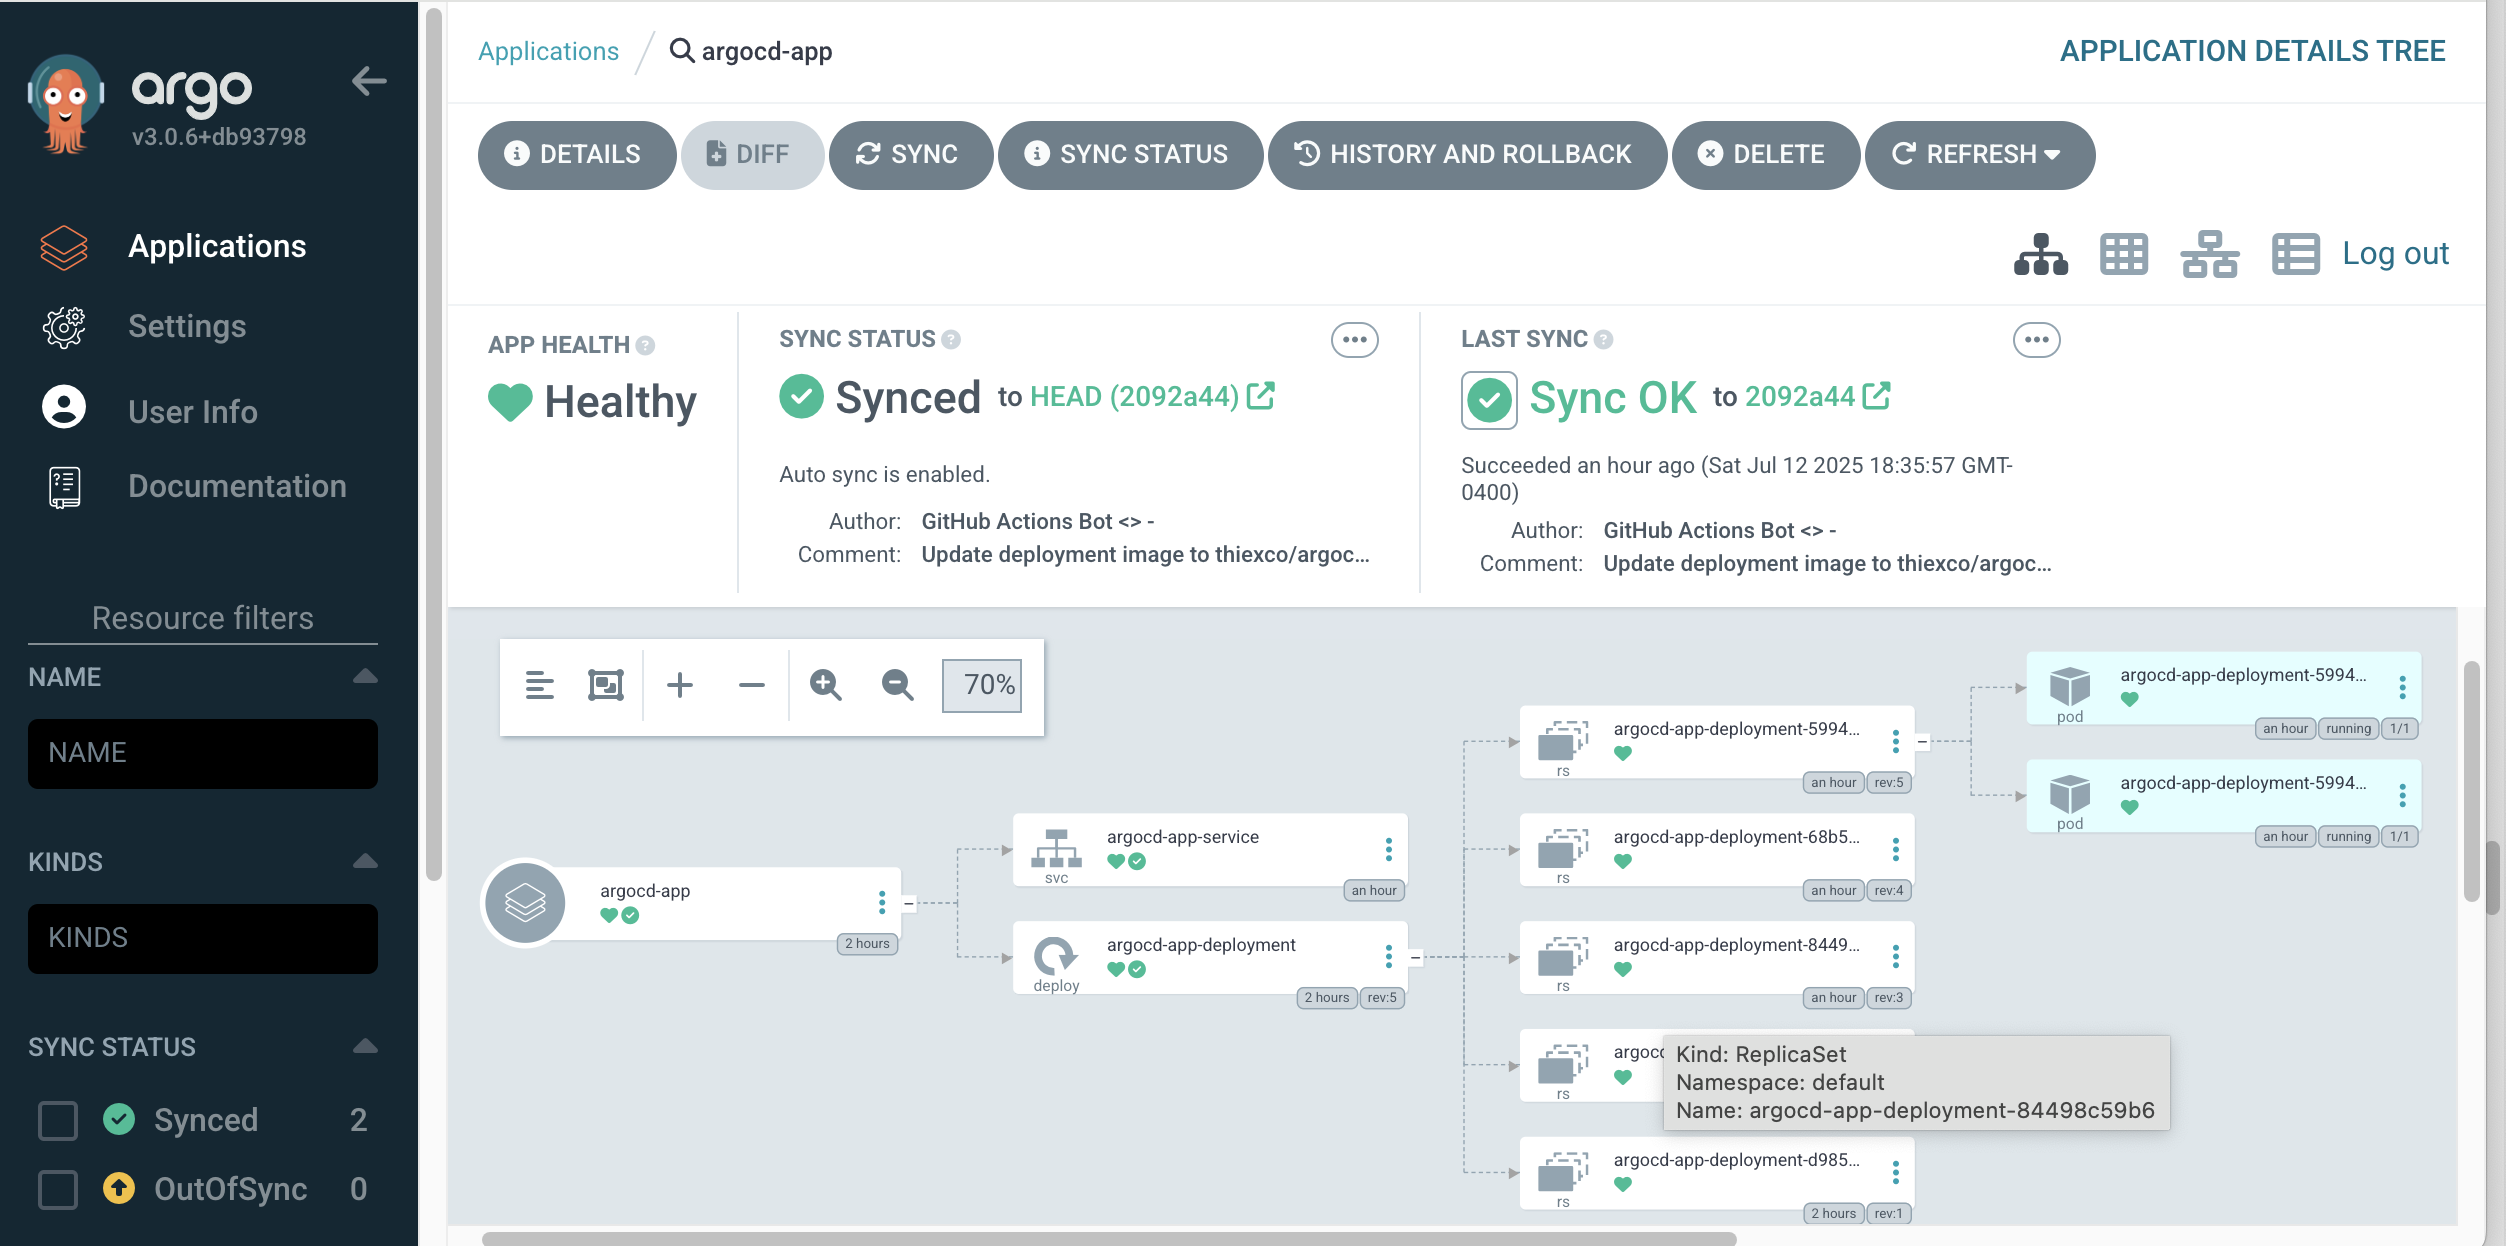 argo
v3.0.6+db93798
Applications
Settings
User Info
Documentation
Resource filters
NAME
NAME
KINDS
KINDS
SYNC STATUS
Synced 2
OutOfSync 0
Applications / argocd-app
APPLICATION DETAILS TREE
DETAILS DIFF SYNC SYNC STATUS HISTORY AND ROLLBACK DELETE REFRESH
Log out
APP HEALTH ?
Healthy
SYNC STATUS ?
Synced to HEAD (2092a44)
Auto sync is enabled.
Author: GitHub Actions Bot <> -
Comment: Update deployment image to thiexco/argoc...
LAST SYNC ?
Sync OK to 2092a44
Succeeded an hour ago (Sat Jul 12 2025 18:35:57 GMT-
0400)
Author: GitHub Actions Bot <> -
Comment: Update deployment image to thiexco/argoc...
70%
argocd-app
2 hours
argocd-app-service
svc
an hour
argocd-app-deployment
deploy
2 hours rev:5
argocd-app-deployment-5994...
rs
an hour rev:5
argocd-app-deployment-68b5...
rs
an hour rev:4
argocd-app-deployment-8449...
rs
an hour rev:3
argoc
rs
Kind: ReplicaSet
Namespace: default
Name: argocd-app-deployment-84498c59b6
argocd-app-deployment-d985...
rs
2 hours rev:1
argocd-app-deployment-5994...
pod
an hour running 1/1
argocd-app-deployment-5994...
pod
an hour running 1/1